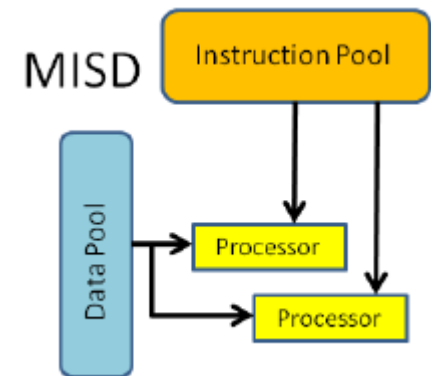 MISD
Instruction Pool
Data Pool
Processor
Processor